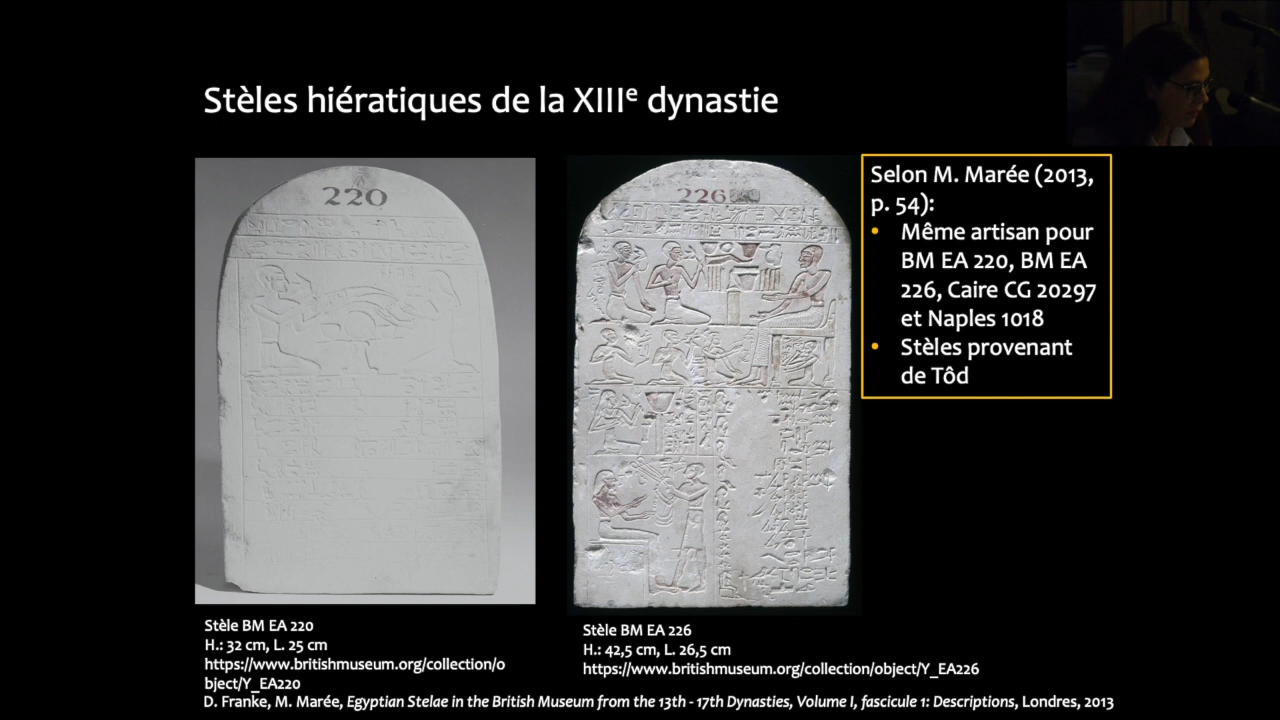 Stèles hiératiques de la XIIIᵉ dynastie
220
226
Selon M. Marée (2013,
p. 54):
• Même artisan pour
BM EA 220, BM EA
226, Caire CG 20297
et Naples 1018
• Stèles provenant
de Tôd
Stèle BM EA 220
H.: 32 cm, L. 25 cm
https://www.britishmuseum.org/collection/o
bject/Y_EA220
Stèle BM EA 226
H.: 42,5 cm, L. 26,5 cm
https://www.britishmuseum.org/collection/object/Y_EA226
D. Franke, M. Marée, Egyptian Stelae in the British Museum from the 13th - 17th Dynasties, Volume I, fascicule 1: Descriptions, Londres, 2013